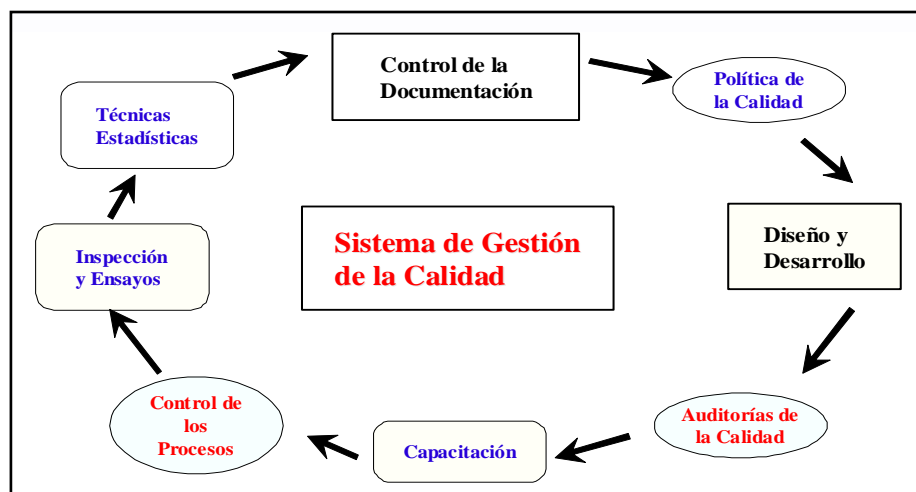 Control de la
Documentación
Política de
la Calidad
Técnicas
Estadísticas
Diseño y
Desarrollo
Sistema de Gestión
de la Calidad
Inspección
y Ensayos
Control de
los
Procesos
Auditorías de
la Calidad
Capacitación